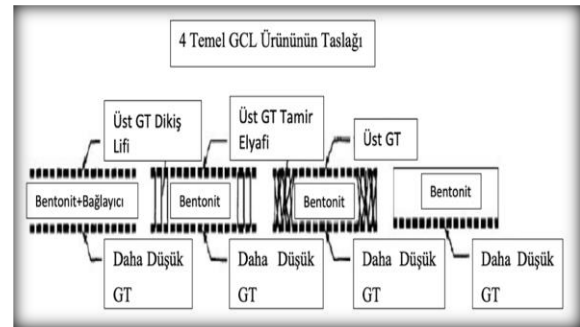 4 Temel GCL Ürününün Taslağı
Üst GT Dikiş
Lifi
Üst GT Tamir
Elyafi
Üst GT
Bentonit+Bağlayıcı
Bentonit
Bentonit
Bentonit
Daha Düşük
GT
Daha Düşük
GT
Daha Düşük
GT
Daha Düşük
GT